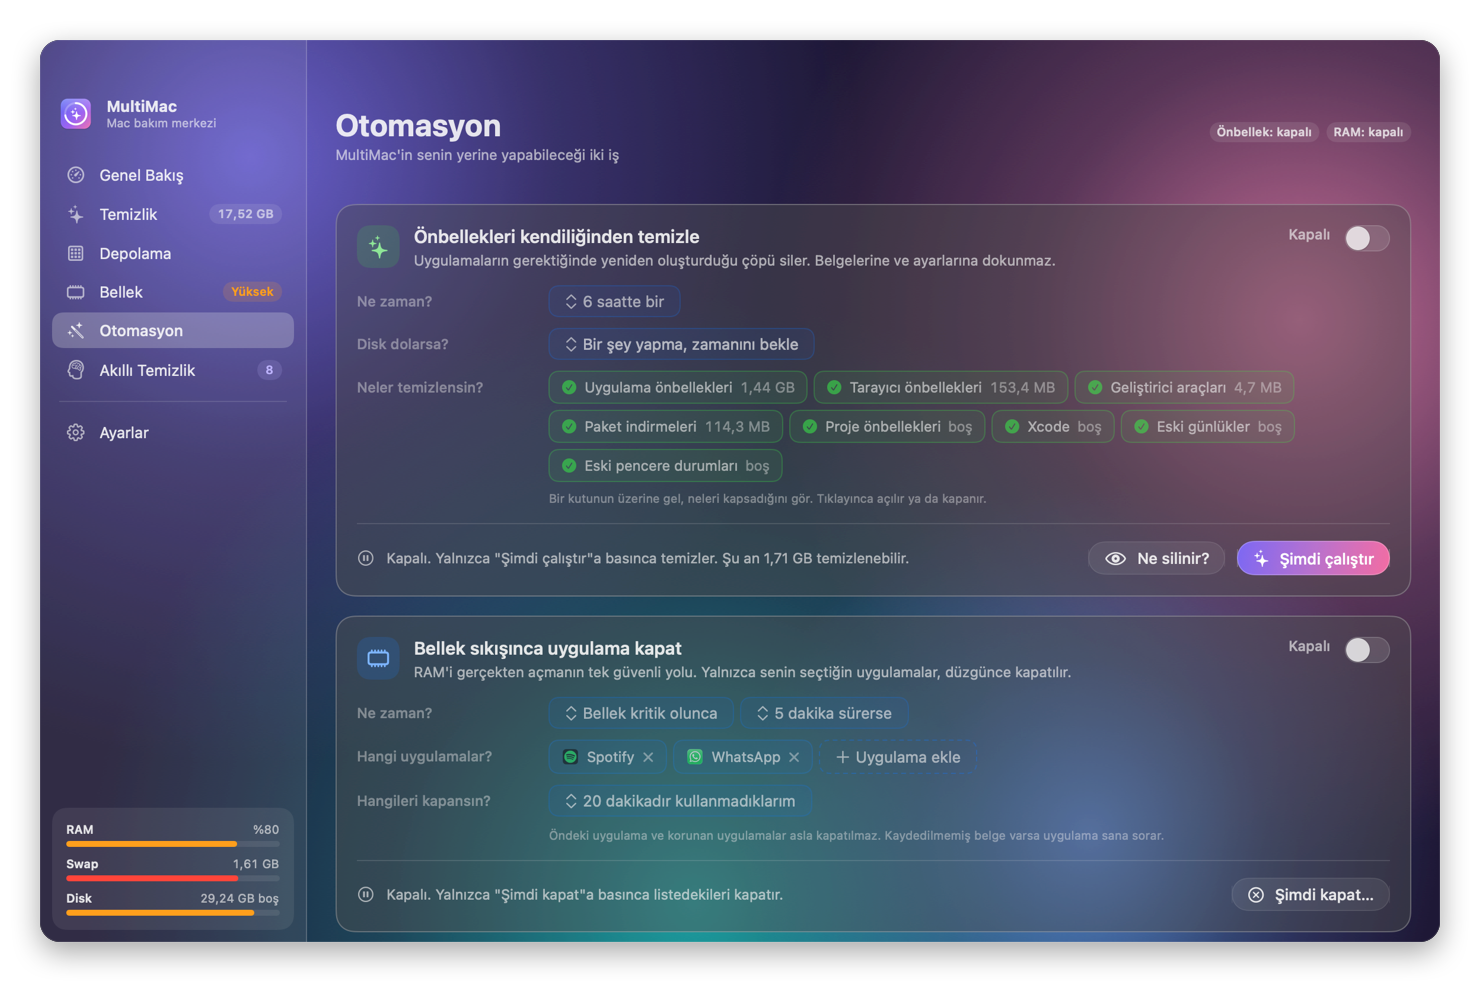 MultiMac
Mac bakım merkezi
Genel Bakış
Temizlik 17,52 GB
Depolama
Bellek Yüksek
Otomasyon
Akıllı Temizlik 8
Ayarlar
RAM %80
Swap 1,61 GB
Disk 29,24 GB boş
Otomasyon
MultiMac'in senin yerine yapabileceği iki iş
Önbellek: kapalı RAM: kapalı
Önbellekleri kendiliğinden temizle
Kapalı
Uygulamaların gerektiğinde yeniden oluşturduğu çöpü siler. Belgelerine ve ayarlarına dokunmaz.
Ne zaman? 6 saatte bir
Disk dolarsa? Bir şey yapma, zamanını bekle
Neler temizlensin? Uygulama önbellekleri 1,44 GB Tarayıcı önbellekleri 153,4 MB Geliştirici araçları 4,7 MB
Paket indirmeleri 114,3 MB Proje önbellekleri boş Xcode boş Eski günlükler boş
Eski pencere durumları boş
Bir kutunun üzerine gel, neleri kapsadığını gör. Tıklayınca açılır ya da kapanır.
Kapalı. Yalnızca "Şimdi çalıştır"a basınca temizler. Şu an 1,71 GB temizlenebilir.
Ne silinir? Şimdi çalıştır
Bellek sıkışınca uygulama kapat
Kapalı
RAM'i gerçekten açmanın tek güvenli yolu. Yalnızca senin seçtiğin uygulamalar, düzgünce kapatılır.
Ne zaman? Bellek kritik olunca 5 dakika sürerse
Hangi uygulamalar? Spotify WhatsApp Uygulama ekle
Hangileri kapansın? 20 dakikadır kullanmadıklarım
Öndeki uygulama ve korunan uygulamalar asla kapatılmaz. Kaydedilmemiş belge varsa uygulama sana sorar.
Kapalı. Yalnızca "Şimdi kapat"a basınca listedekileri kapatır.
Şimdi kapat...